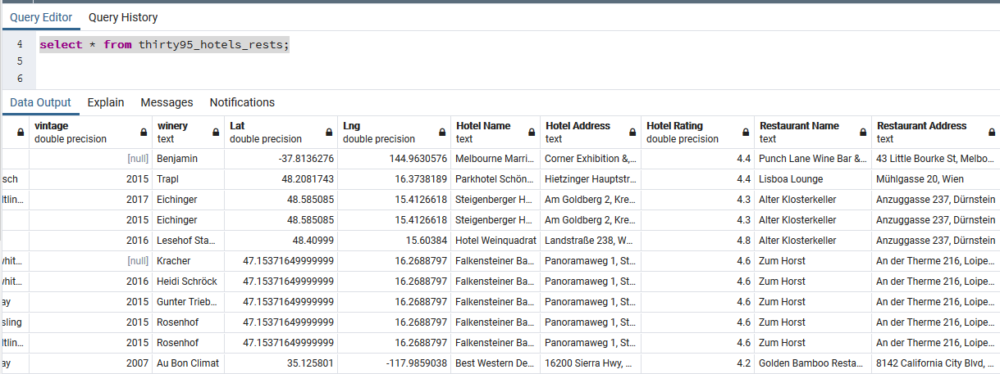 Query Editor Query History
4 select * from thirty95_hotels_rests;
5
6
Data Output Explain Messages Notifications
vintage winery Lat Lng Hotel Name Hotel Address Hotel Rating Restaurant Name Restaurant Address
double precision text double precision double precision text text double precision text text
[null] Benjamin -37.8136276 144.9630576 Melbourne Marri... Corner Exhibition &,... 4.4 Punch Lane Wine Bar &... 43 Little Bourke St, Melbo...
sch 2015 Trapl 48.2081743 16.3738189 Parkhotel Schön... Hietzinger Hauptstr... 4.4 Lisboa Lounge Mühlgasse 20, Wien
ltlin... 2017 Eichinger 48.585085 15.4126618 Steigenberger H... Am Goldberg 2, Kre... 4.3 Alter Klosterkeller Anzuggasse 237, Dürnstein
2015 Eichinger 48.585085 15.4126618 Steigenberger H... Am Goldberg 2, Kre... 4.3 Alter Klosterkeller Anzuggasse 237, Dürnstein
2016 Lesehof Sta... 48.40999 15.60384 Hotel Weinquadrat Landstraße 238, W... 4.8 Alter Klosterkeller Anzuggasse 237, Dürnstein
whit... [null] Kracher 47.15371649999999 16.2688797 Falkensteiner Ba... Panoramaweg 1, St... 4.6 Zum Horst An der Therme 216, Loipe...
whit... 2016 Heidi Schröck 47.15371649999999 16.2688797 Falkensteiner Ba... Panoramaweg 1, St... 4.6 Zum Horst An der Therme 216, Loipe...
ay 2015 Gunter Trieb... 47.15371649999999 16.2688797 Falkensteiner Ba... Panoramaweg 1, St... 4.6 Zum Horst An der Therme 216, Loipe...
sling 2015 Rosenhof 47.15371649999999 16.2688797 Falkensteiner Ba... Panoramaweg 1, St... 4.6 Zum Horst An der Therme 216, Loipe...
ltlin... 2015 Rosenhof 47.15371649999999 16.2688797 Falkensteiner Ba... Panoramaweg 1, St... 4.6 Zum Horst An der Therme 216, Loipe...
ay 2007 Au Bon Climat 35.125801 -117.9859038 Best Western De... 16200 Sierra Hwy, ... 4.2 Golden Bamboo Resta... 8142 California City Blvd, ...